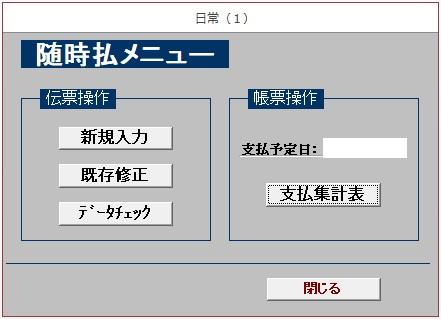 日常（1）
随時払メニュー
伝票操作
新規入力
既存修正
ﾃﾞｰﾀﾁｪｯｸ
帳票操作
支払予定日:
支払集計表
閉じる